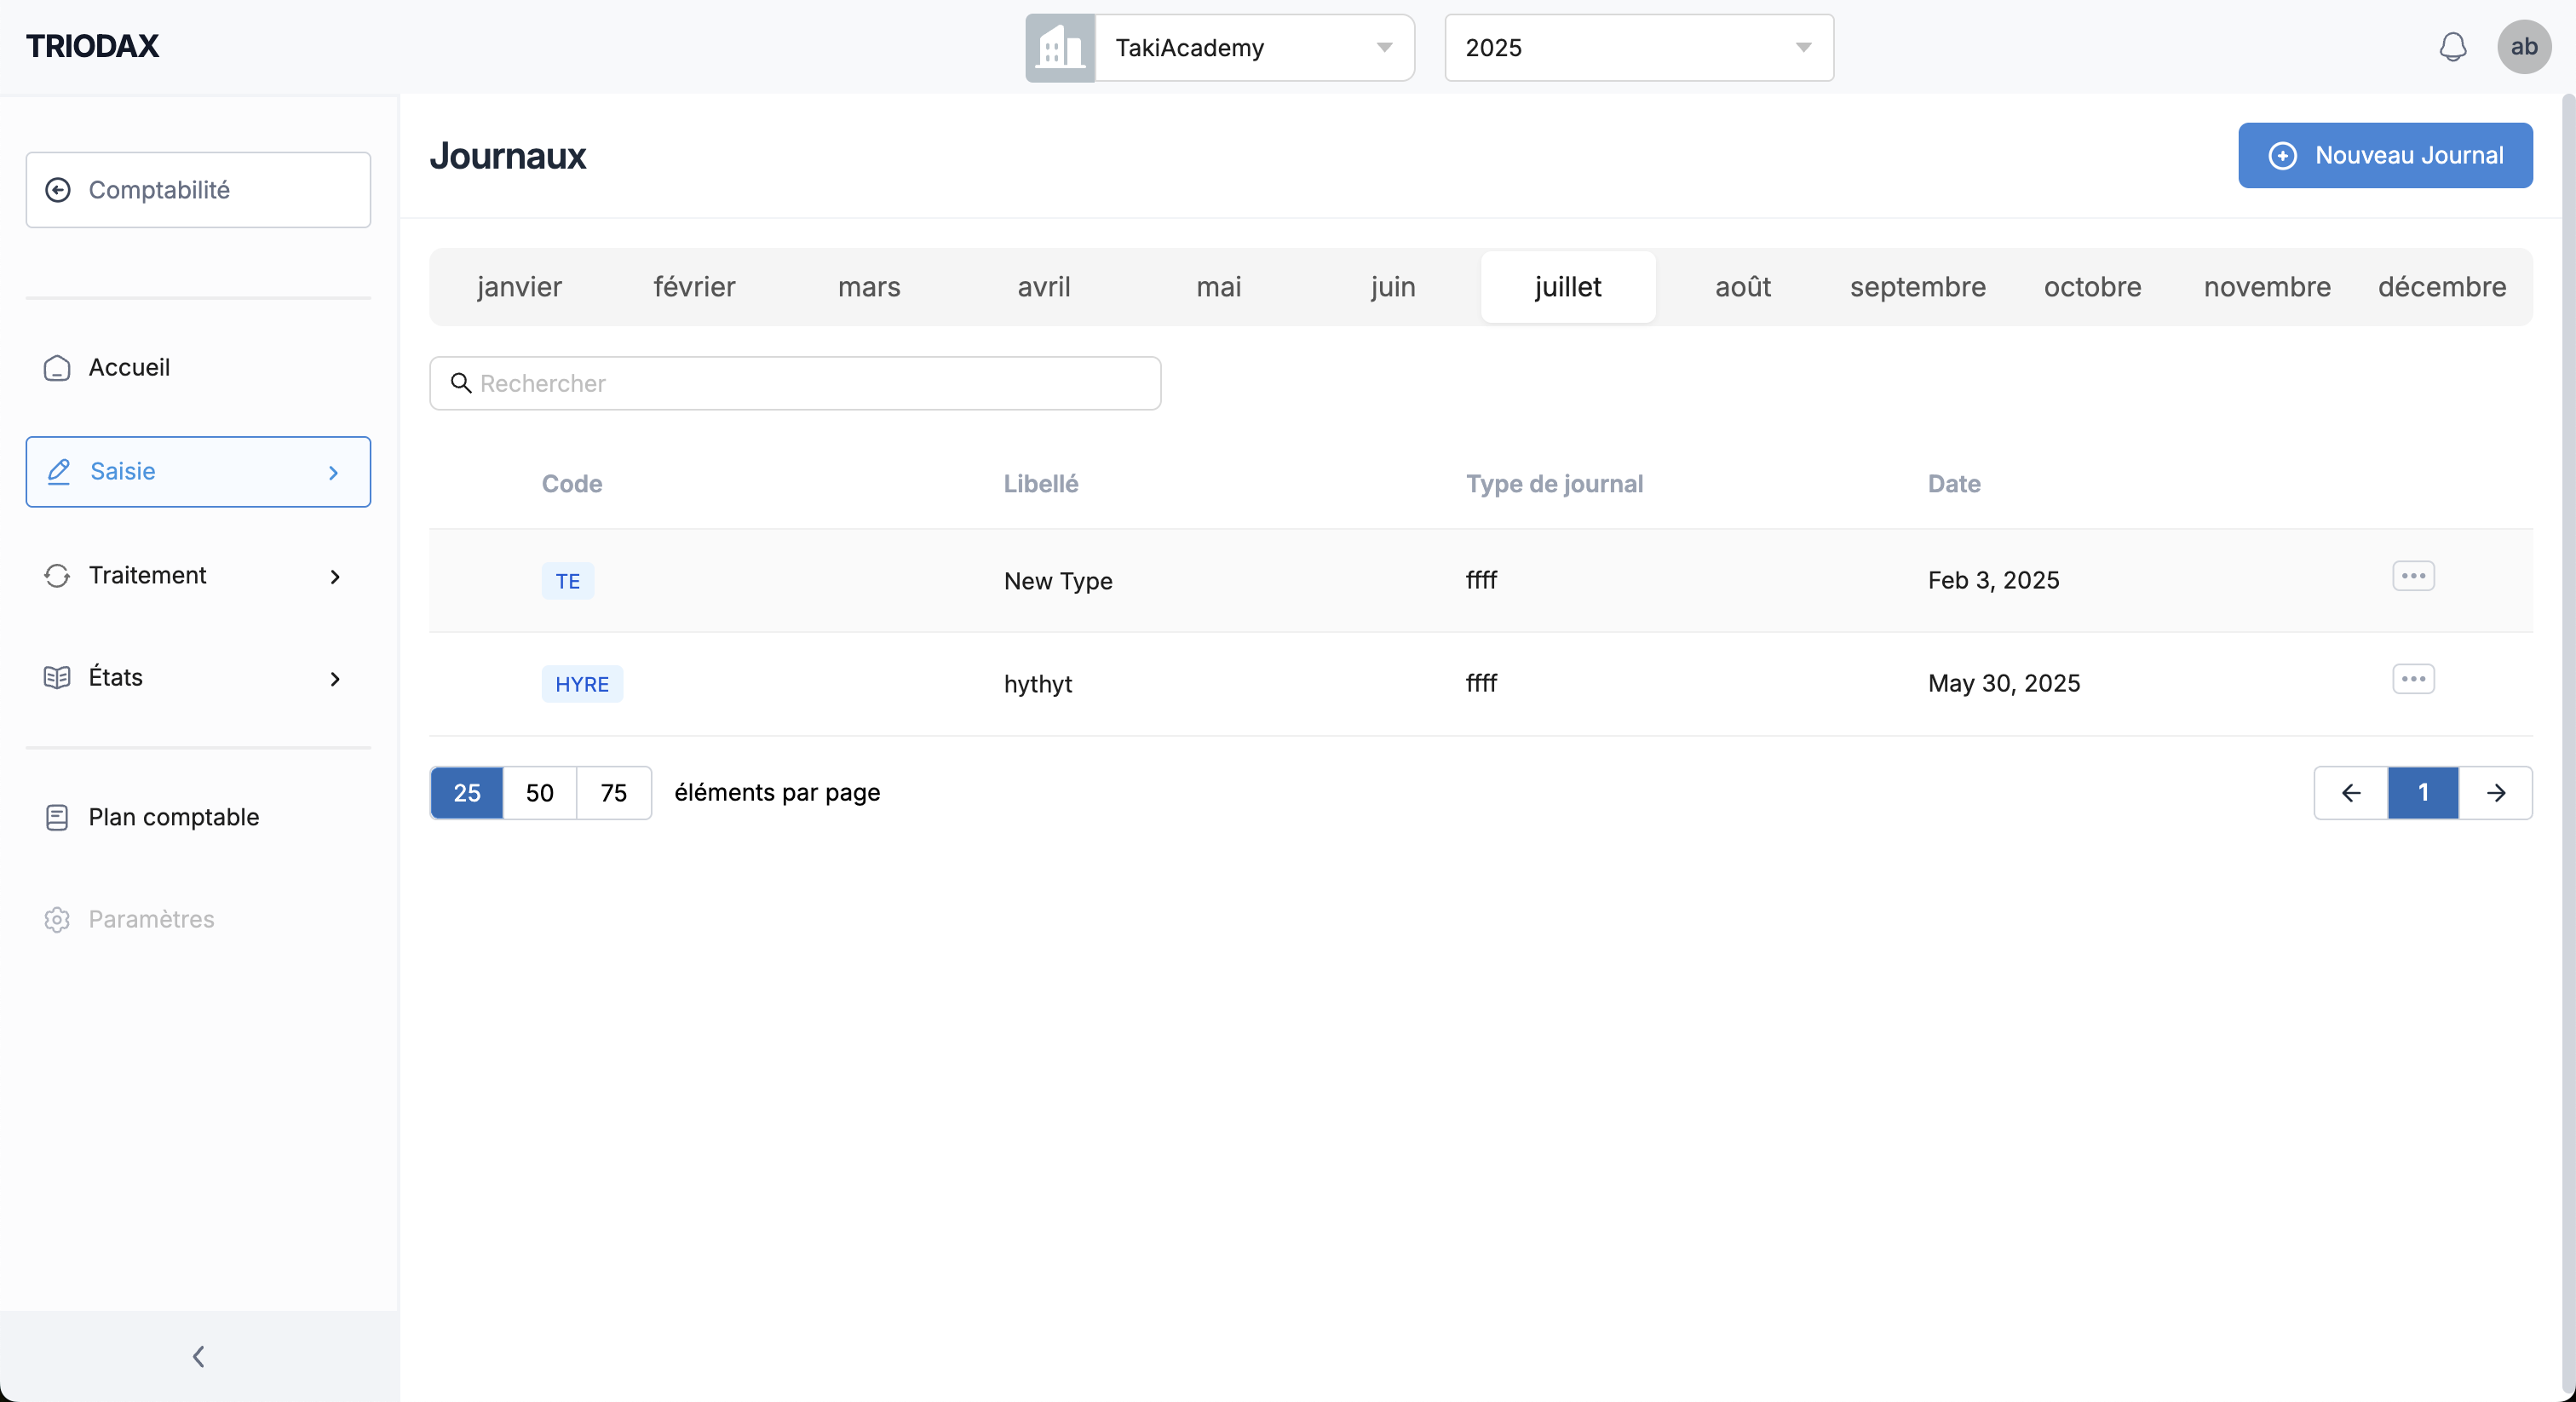 TRIODAX
TakiAcademy
2025
ab
Comptabilité
Accueil
Saisie
Traitement
États
Plan comptable
Paramètres
Journaux
Nouveau Journal
janvier février mars avril mai juin juillet août septembre octobre novembre décembre
Rechercher
Code Libellé Type de journal Date
TE New Type ffff Feb 3, 2025
HYRE hythyt ffff May 30, 2025
25 50 75 éléments par page
1